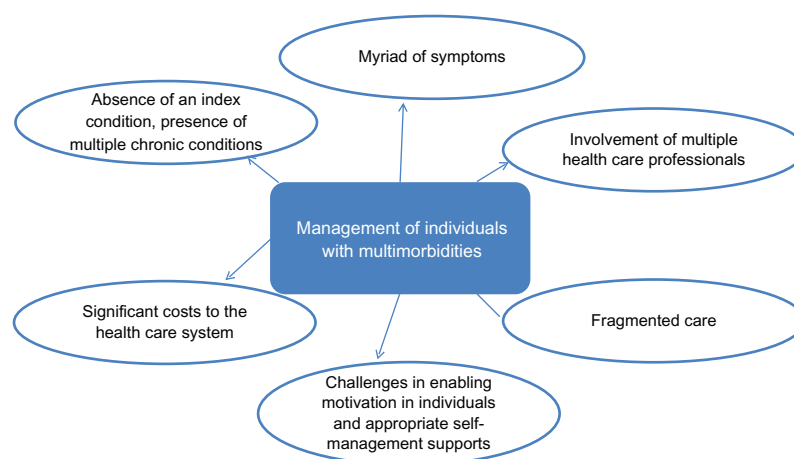 Myriad of symptoms
Absence of an index
condition, presence of
multiple chronic conditions
Involvement of multiple
health care professionals
Management of individuals
with multimorbidities
Significant costs to the
health care system
Fragmented care
Challenges in enabling
motivation in individuals
and appropriate self-
management supports